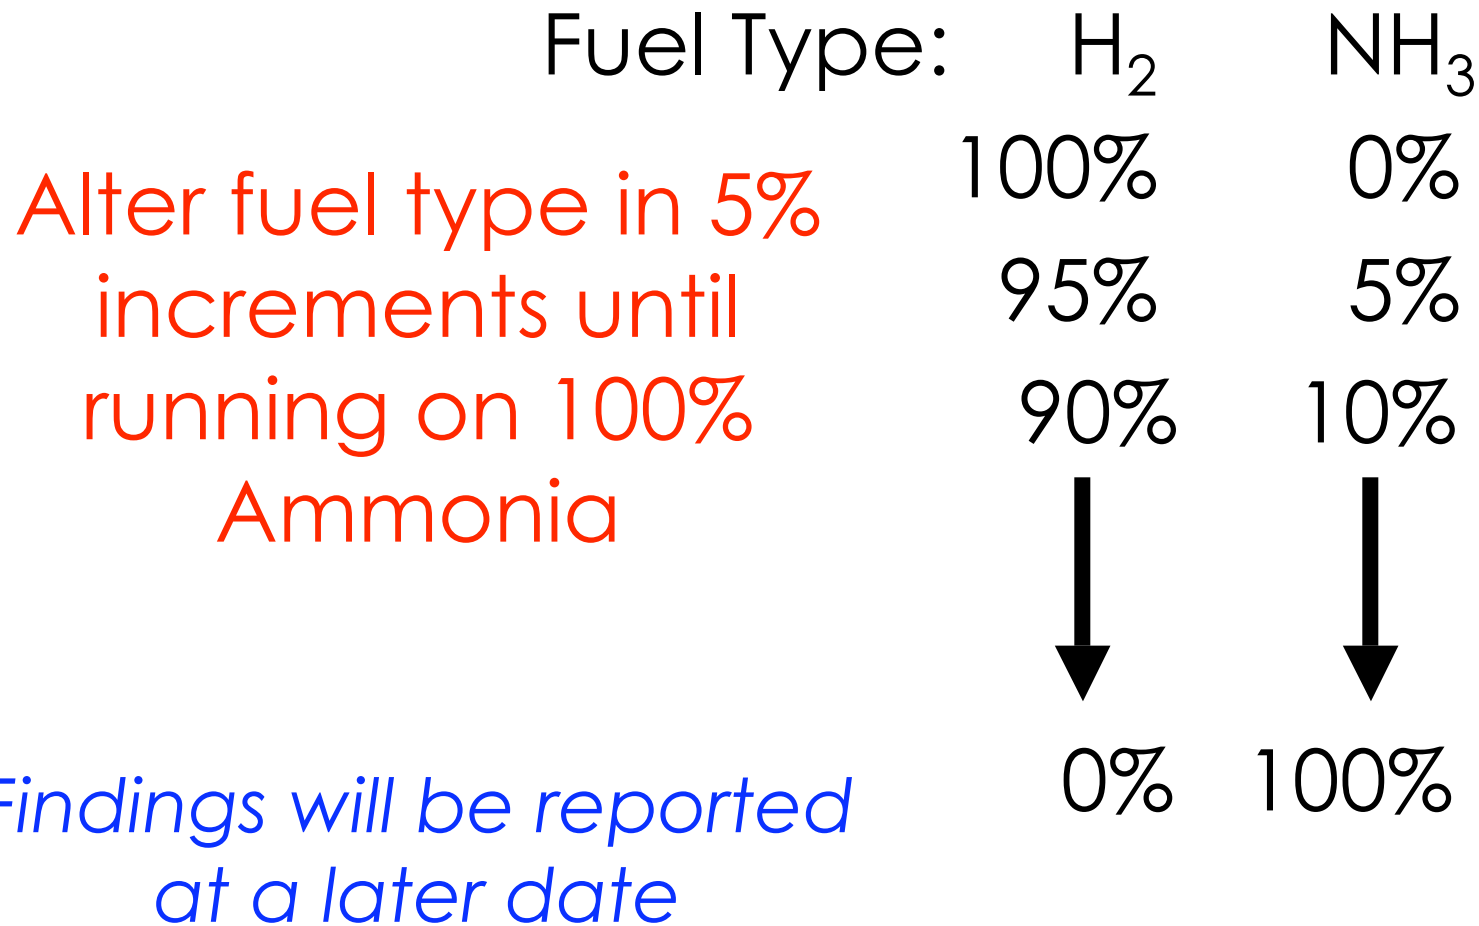 Fuel Type: H₂ NH₃
100% 0%
Alter fuel type in 5%
increments until
running on 100%
Ammonia
95% 5%
90% 10%
0% 100%
Findings will be reported
at a later date